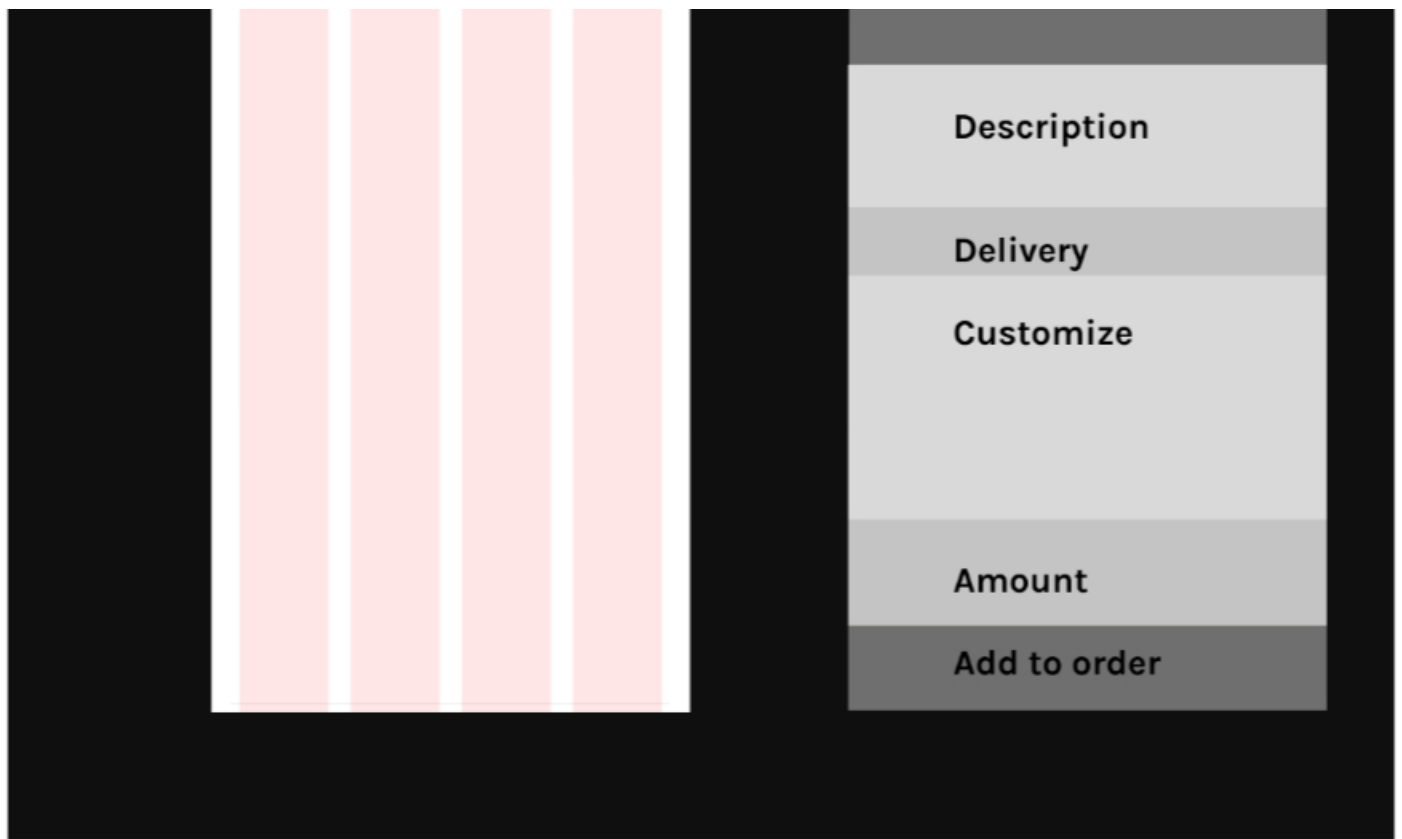 Description
Delivery
Customize
Amount
Add to order